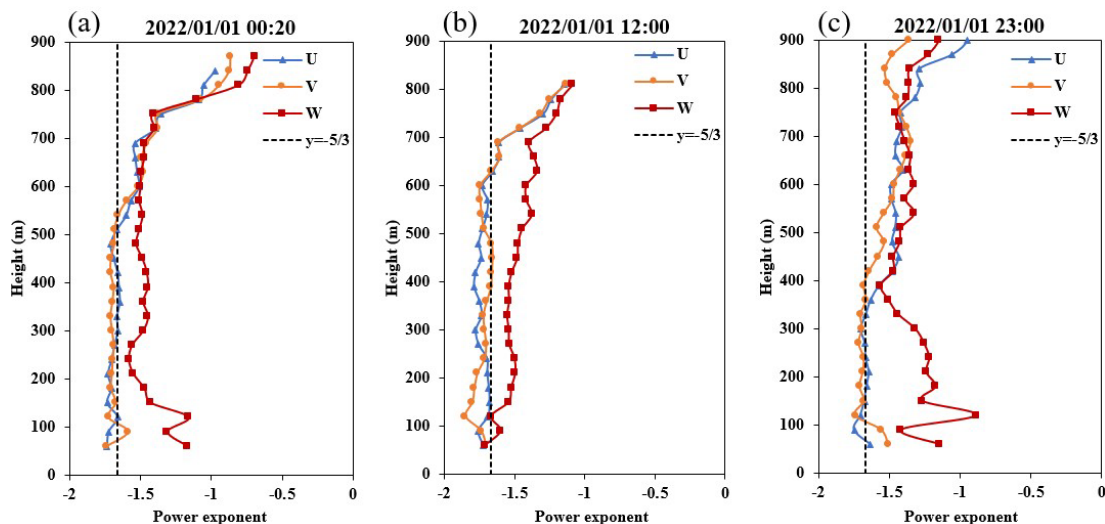 (a) 2022/01/01 00:20
900
800
700
600
500
400
300
200
100
0
Height (m)
U
V
W
y=-5/3
-2 -1.5 -1 -0.5 0
Power exponent
(b) 2022/01/01 12:00
900
800
700
600
500
400
300
200
100
0
Height (m)
U
V
W
y=-5/3
-2 -1.5 -1 -0.5 0
Power exponent
(c) 2022/01/01 23:00
900
800
700
600
500
400
300
200
100
0
Height (m)
U
V
W
y=-5/3
-2 -1.5 -1 -0.5 0
Power exponent